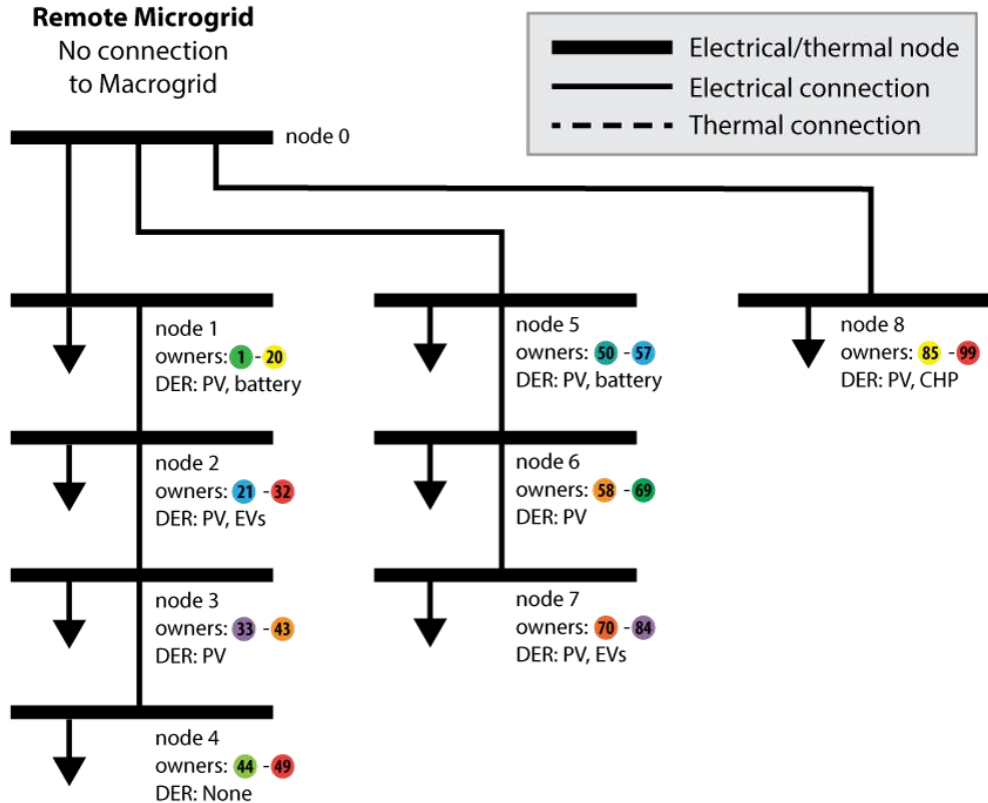 Remote Microgrid
No connection
to Macrogrid
Electrical/thermal node
Electrical connection
Thermal connection
node 0
node 1
owners: 1 - 20
DER: PV, battery
node 2
owners: 21 - 32
DER: PV, EVs
node 3
owners: 33 - 43
DER: PV
node 4
owners: 44 - 49
DER: None
node 5
owners: 50 - 57
DER: PV, battery
node 6
owners: 58 - 69
DER: PV
node 7
owners: 70 - 84
DER: PV, EVs
node 8
owners: 85 - 99
DER: PV, CHP